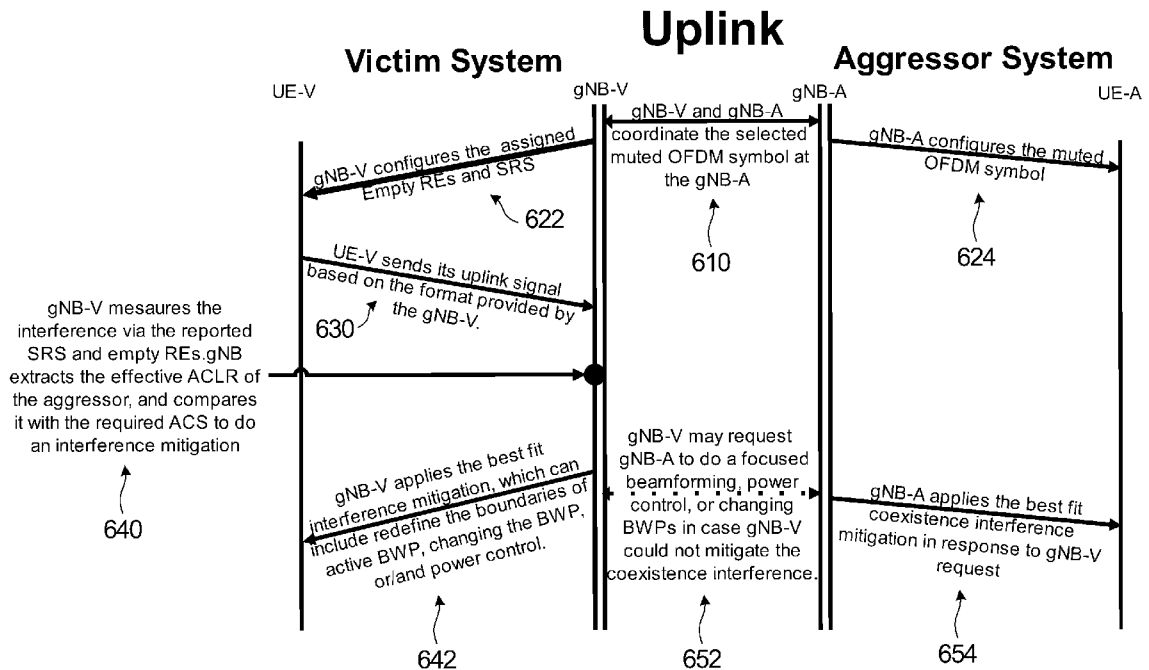 Uplink
Victim System
Aggressor System
UE-V
gNB-V
gNB-A
UE-A
gNB-V and gNB-A
coordinate the selected
muted OFDM symbol at
the gNB-A
610
gNB-V configures the assigned
Empty REs and SRS
622
gNB-A configures the muted
OFDM symbol
624
UE-V sends its uplink signal
based on the format provided by
the gNB-V.
630
gNB-V mesaures the
interference via the reported
SRS and empty REs.gNB
extracts the effective ACLR of
the aggressor, and compares
it with the required ACS to do
an interference mitigation
640
gNB-V applies the best fit
interference mitigation, which can
include redefine the boundaries of
active BWP, changing the BWP,
or/and power control.
642
gNB-V may request
gNB-A to do a focused
beamforming, power
control, or changing
BWPs in case gNB-V
could not mitigate the
coexistence interference.
652
gNB-A applies the best fit
coexistence interference
mitigation in response to gNB-V
request
654